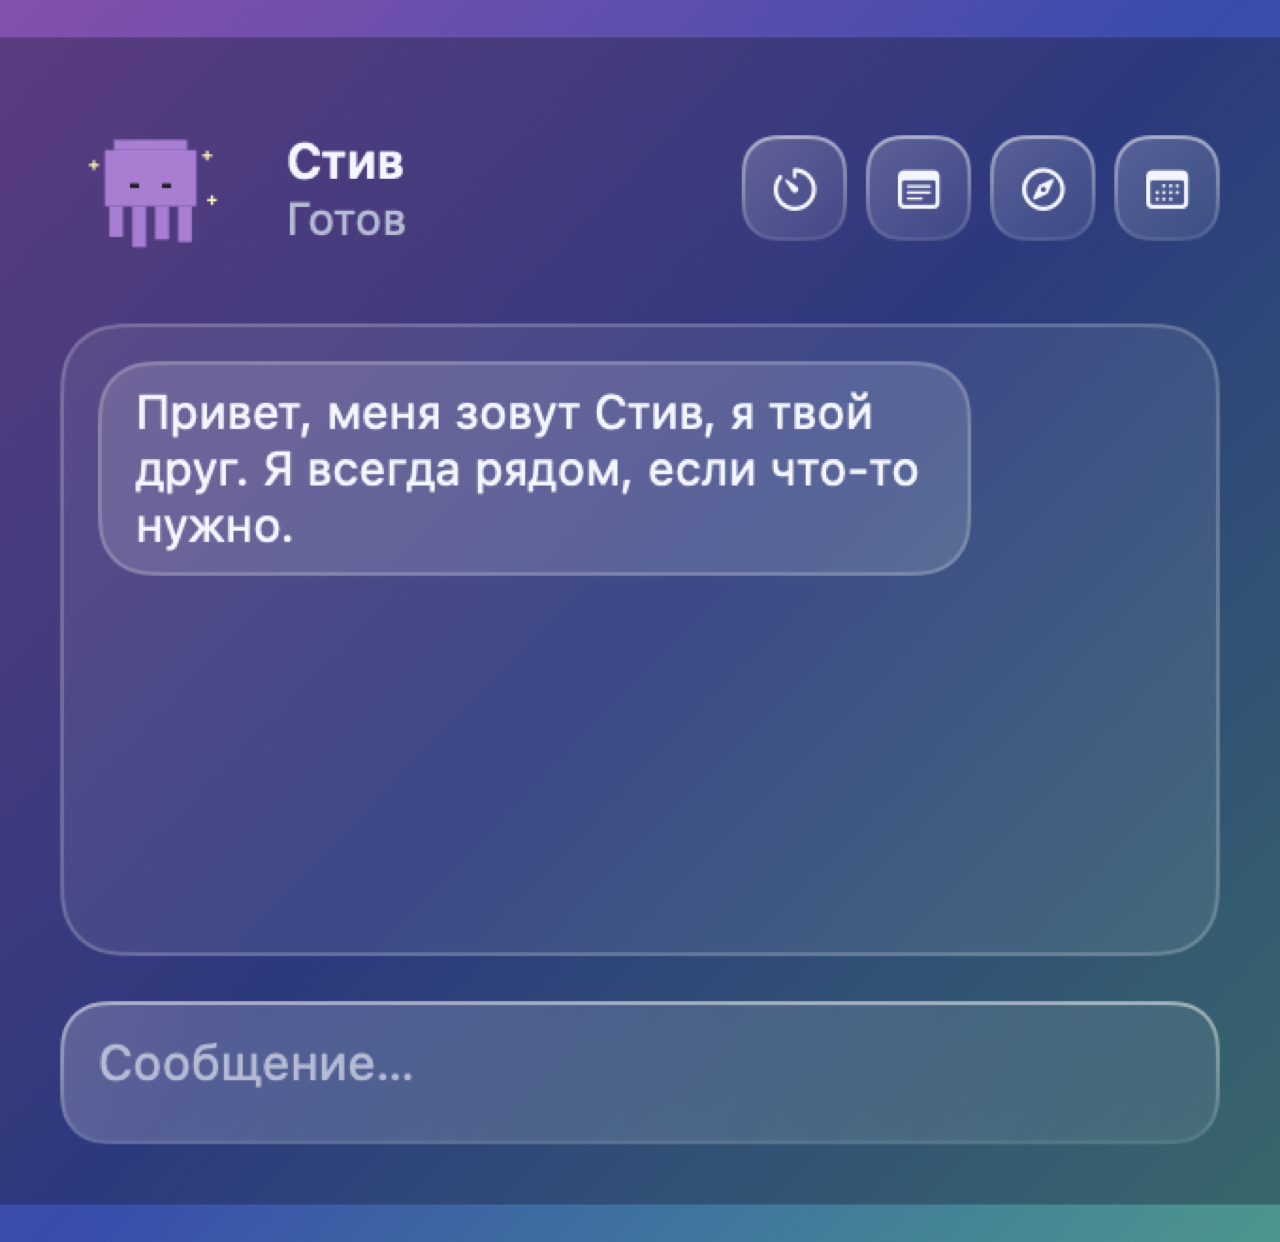 Стив
Готов
Привет, меня зовут Стив, я твой
друг. Я всегда рядом, если что-то
нужно.
Сообщение...